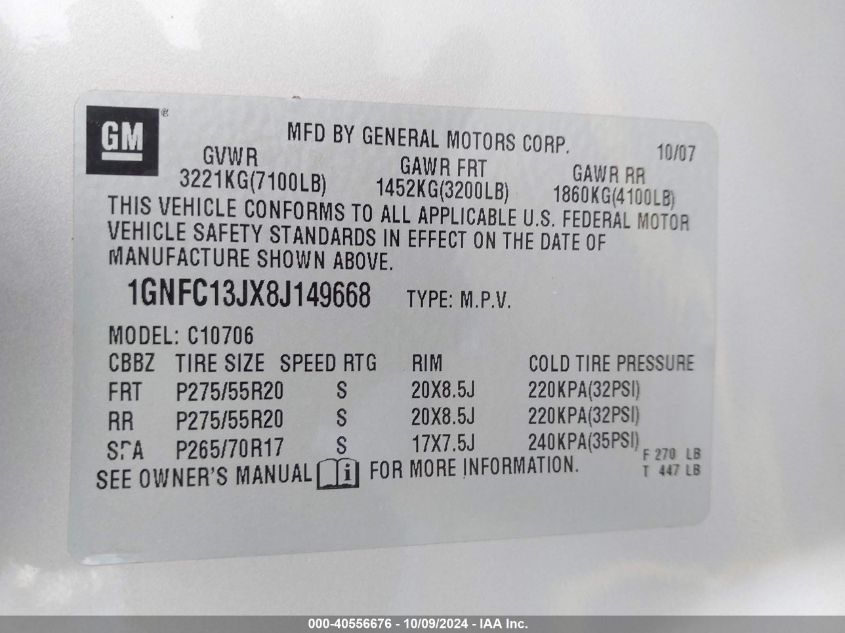 GM ®
MFD BY GENERAL MOTORS CORP. 10/07
GVWR GAWR FRT GAWR RR
3221KG(7100LB) 1452KG(3200LB) 1860KG(4100LB)
THIS VEHICLE CONFORMS TO ALL APPLICABLE U.S. FEDERAL MOTOR
VEHICLE SAFETY STANDARDS IN EFFECT ON THE DATE OF
MANUFACTURE SHOWN ABOVE.
1GNFC13JX8J149668 TYPE: M.P.V.
MODEL: C10706
CBBZ TIRE SIZE SPEED RTG RIM COLD TIRE PRESSURE
FRT P275/55R20 S 20X8.5J 220KPA(32PSI)
RR P275/55R20 S 20X8.5J 220KPA(32PSI)
SPA P265/70R17 S 17X7.5J 240KPA(35PSI) F 270 LB
T 447 LB
SEE OWNER'S MANUAL i FOR MORE INFORMATION.
000-40556676 - 10/09/2024 - IAA Inc.